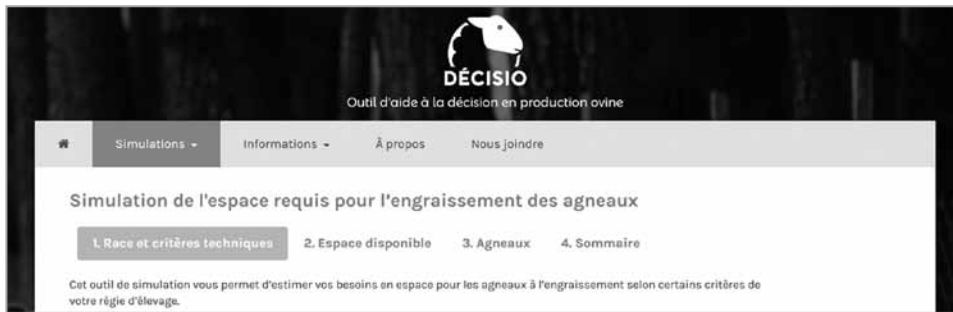 DÉCISIO
Outil d'aide à la décision en production ovine
Simulations Informations À propos Nous joindre
Simulation de l'espace requis pour l'engraissement des agneaux
1. Race et critères techniques 2. Espace disponible 3. Agneaux 4. Sommaire
Cet outil de simulation vous permet d'estimer vos besoins en espace pour les agneaux à l'engraissement selon certains critères de
votre régie d'élevage.